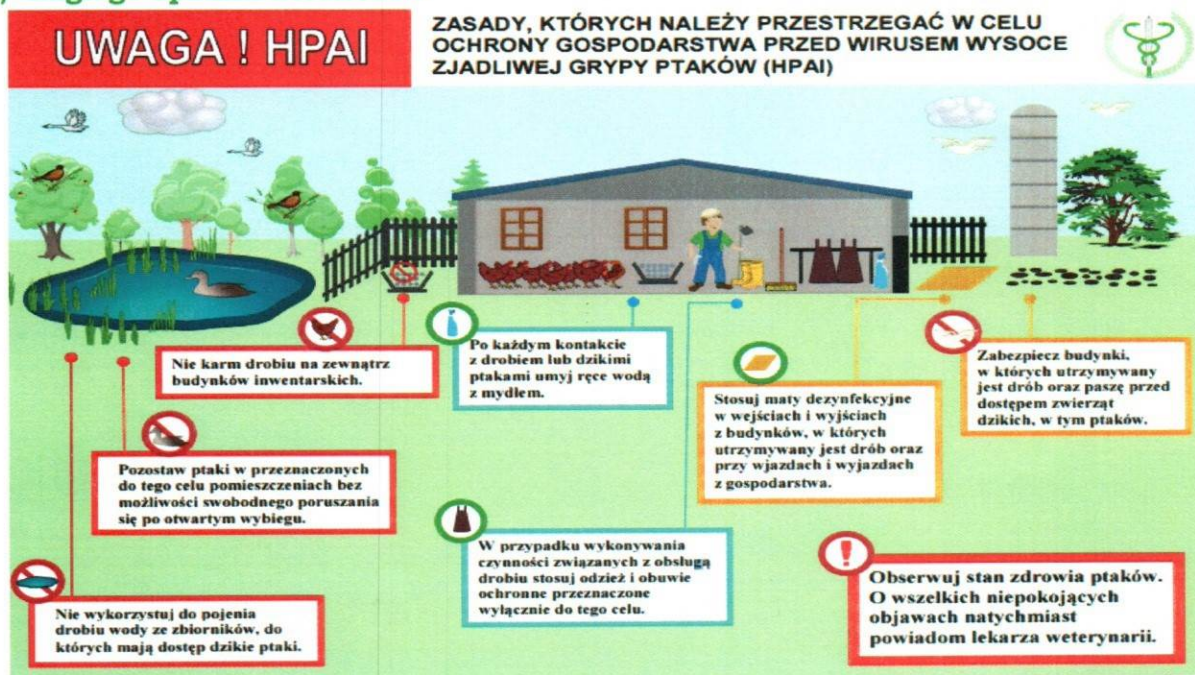 UWAGA ! HPAI
ZASADY, KTÓRYCH NALEŻY PRZESTRZEGAĆ W CELU
OCHRONY GOSPODARSTWA PRZED WIRUSEM WYSOCE
ZJADLIWEJ GRYPY PTAKÓW (HPAI)
Nie karm drobiu na zewnątrz
budynków inwentarskich.
Po każdym kontakcie
z drobiem lub dzikimi
ptakami umyj ręce wodą
z mydłem.
Stosuj maty dezynfekcyjne
w wejściach i wyjściach
z budynków, w których
utrzymywany jest drób oraz
przy wjazdach i wyjazdach
z gospodarstwa.
Zabezpiecz budynki,
w których utrzymywany
jest drób oraz paszę przed
dostępem zwierząt
dzikich, w tym ptaków.
Pozostaw ptaki w przeznaczonych
do tego celu pomieszczeniach bez
możliwości swobodnego poruszania
się po otwartym wybiegu.
W przypadku wykonywania
czynności związanych z obsługą
drobiu stosuj odzież i obuwie
ochronne przeznaczone
wyłącznie do tego celu.
Nie wykorzystuj do pojenia
drobiu wody ze zbiorników, do
których mają dostęp dzikie ptaki.
Obserwuj stan zdrowia ptaków.
O wszelkich niepokojących
objawach natychmiast
powiadom lekarza weterynarii.